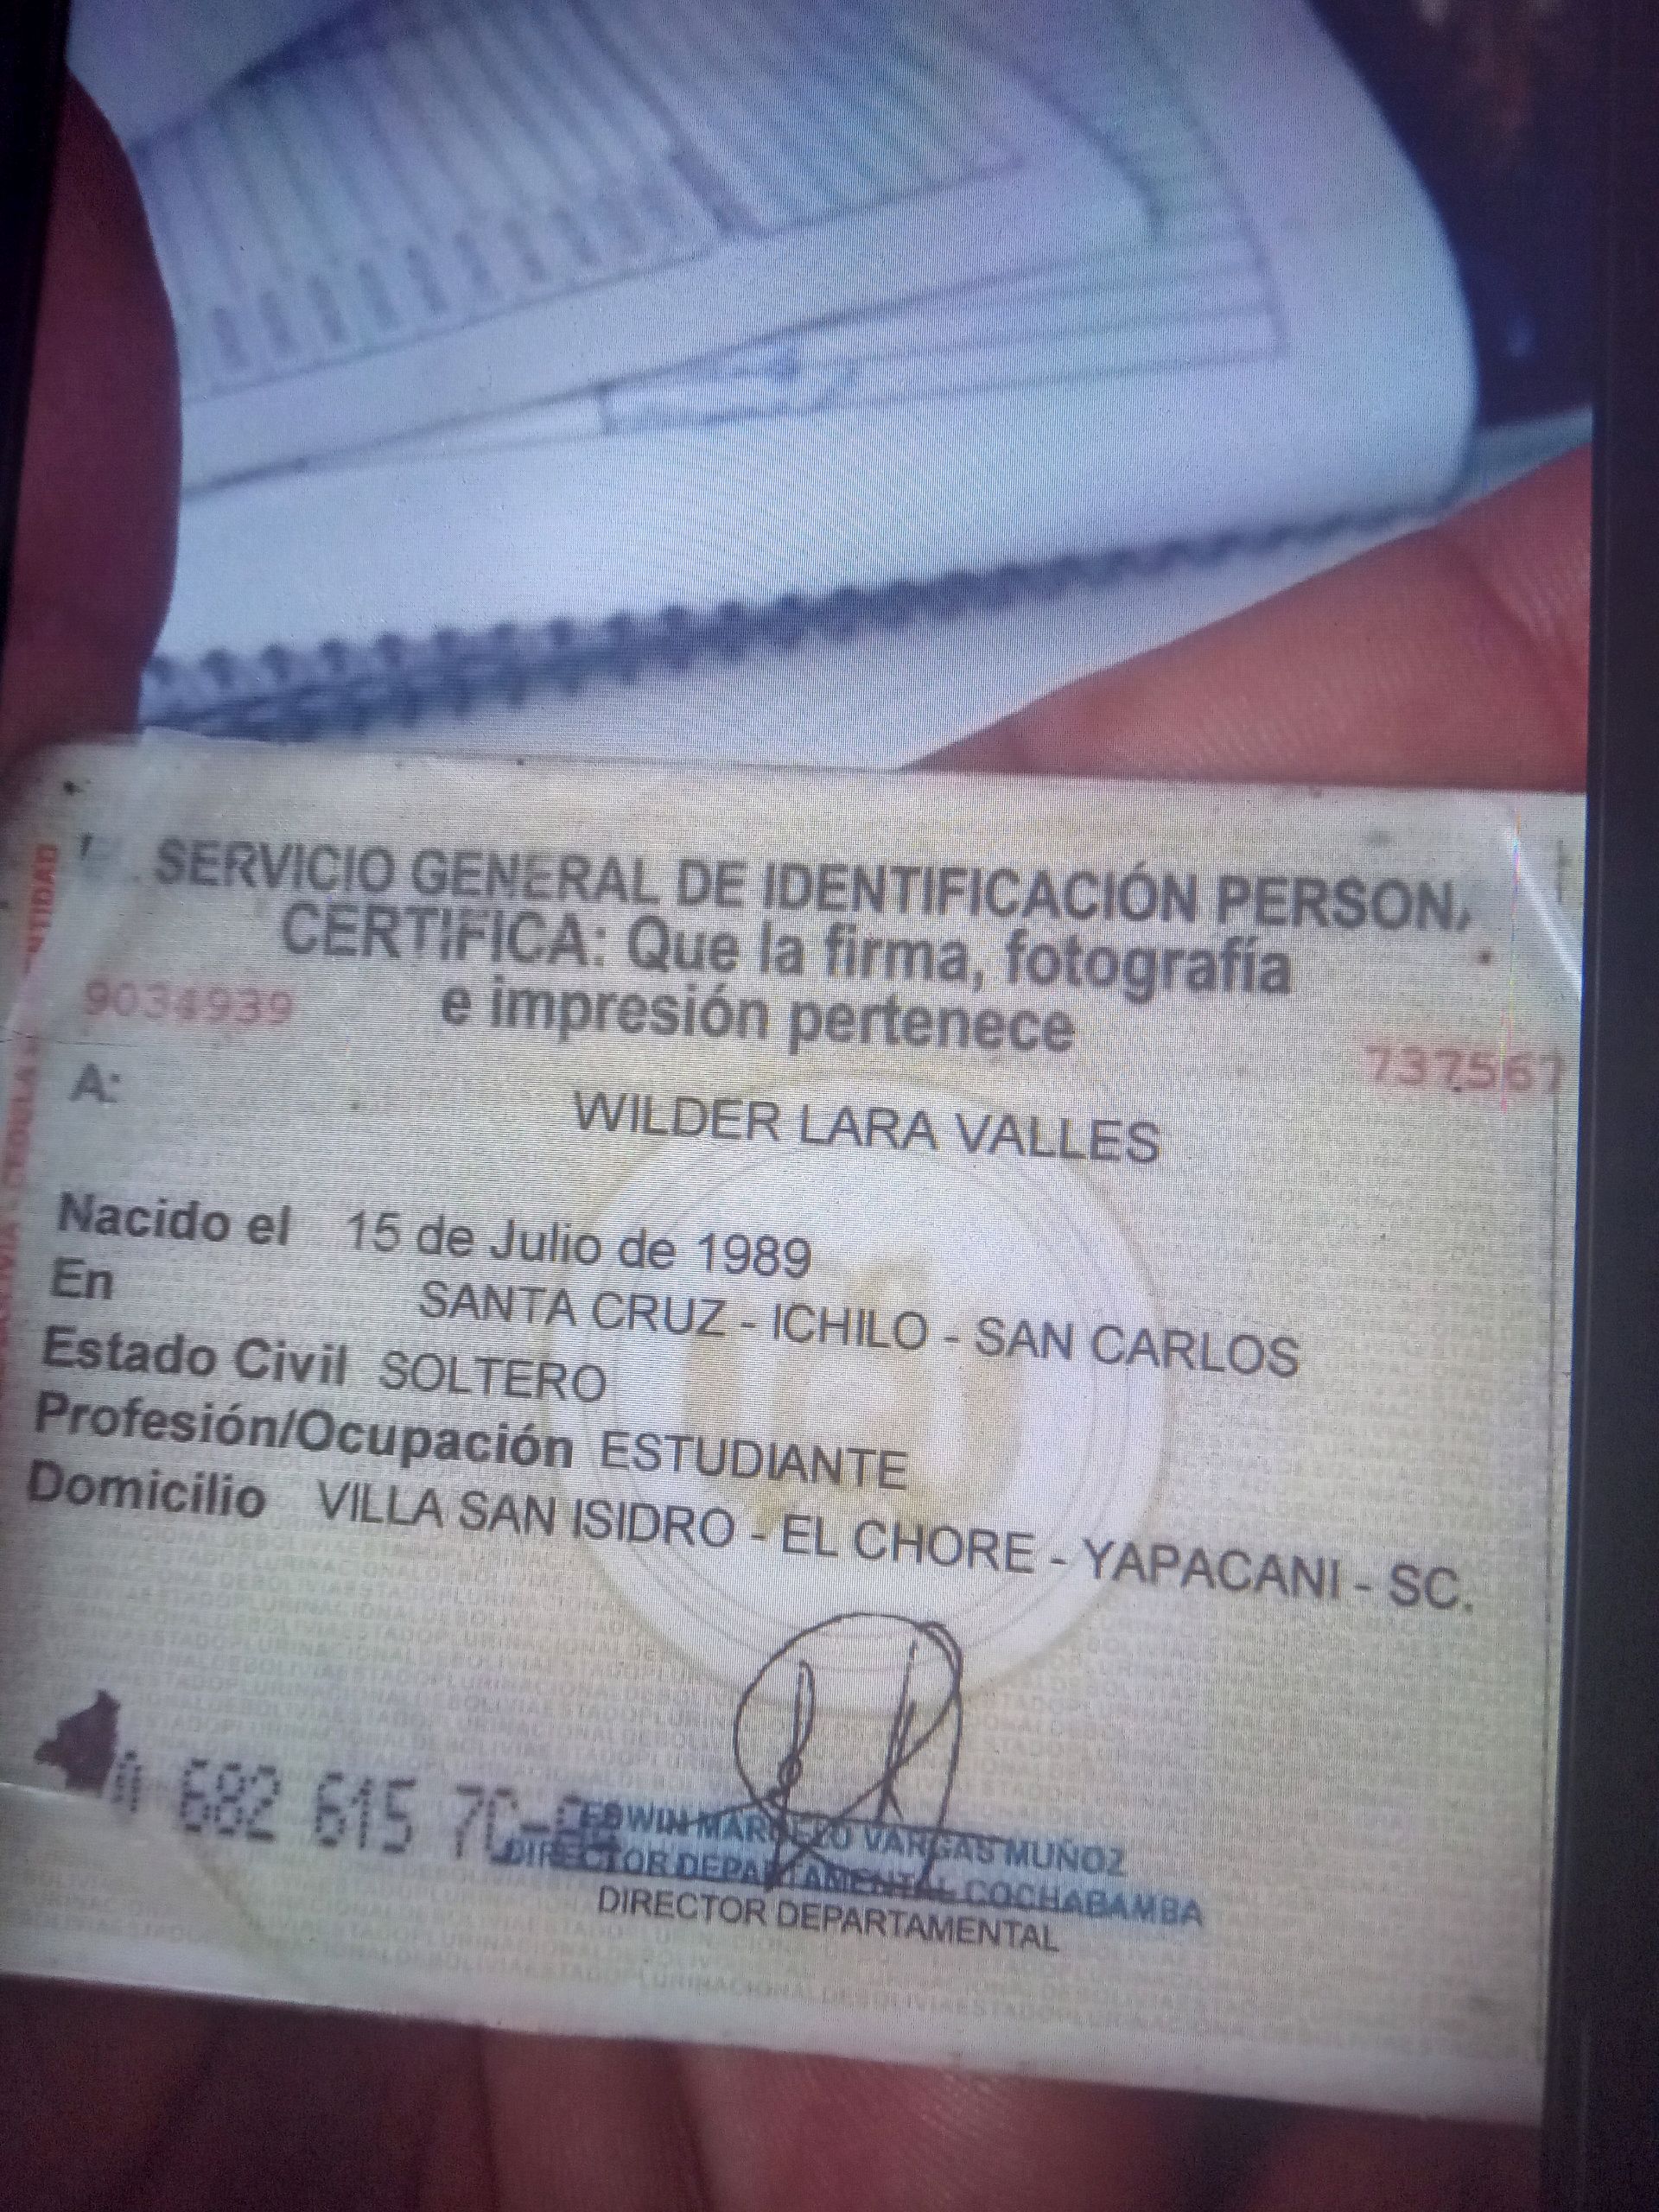 SERVICIO GENERAL DE IDENTIFICACIÓN PERSON
CERTIFICA: Que la firma, fotografía
e impresión pertenece
9034939
737567
A:
WILDER LARA VALLES
Nacido el 15 de Julio de 1989
En SANTA CRUZ - ICHILO - SAN CARLOS
Estado Civil SOLTERO
Profesión/Ocupación ESTUDIANTE
Domicilio VILLA SAN ISIDRO - EL CHORE - YAPACANI - SC.
682 615
EDWIN MARCELO VARGAS MUÑOZ
DIRECTOR DEPARTAMENTAL COCHABAMBA
DIRECTOR DEPARTAMENTAL